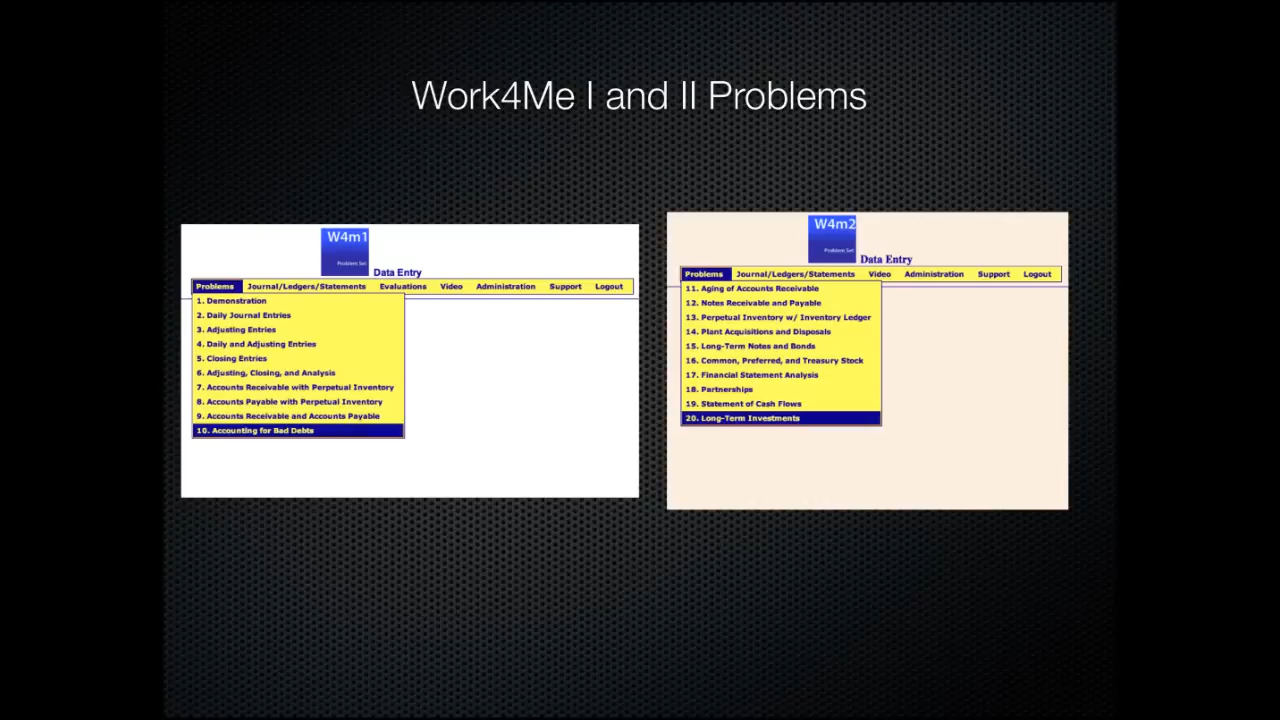 Work4Me I and II Problems
W4m1
Problem Set
Data Entry
Problems Journal/Ledgers/Statements Evaluations Video Administration Support Logout
1. Demonstration
2. Daily Journal Entries
3. Adjusting Entries
4. Daily and Adjusting Entries
5. Closing Entries
6. Adjusting, Closing, and Analysis
7. Accounts Receivable with Perpetual Inventory
8. Accounts Payable with Perpetual Inventory
9. Accounts Receivable and Accounts Payable
10. Accounting for Bad Debts
W4m2
Problem Set
Data Entry
Problems Journal/Ledgers/Statements Video Administration Support Logout
11. Aging of Accounts Receivable
12. Notes Receivable and Payable
13. Perpetual Inventory w/ Inventory Ledger
14. Plant Acquisitions and Disposals
15. Long-Term Notes and Bonds
16. Common, Preferred, and Treasury Stock
17. Financial Statement Analysis
18. Partnerships
19. Statement of Cash Flows
20. Long-Term Investments